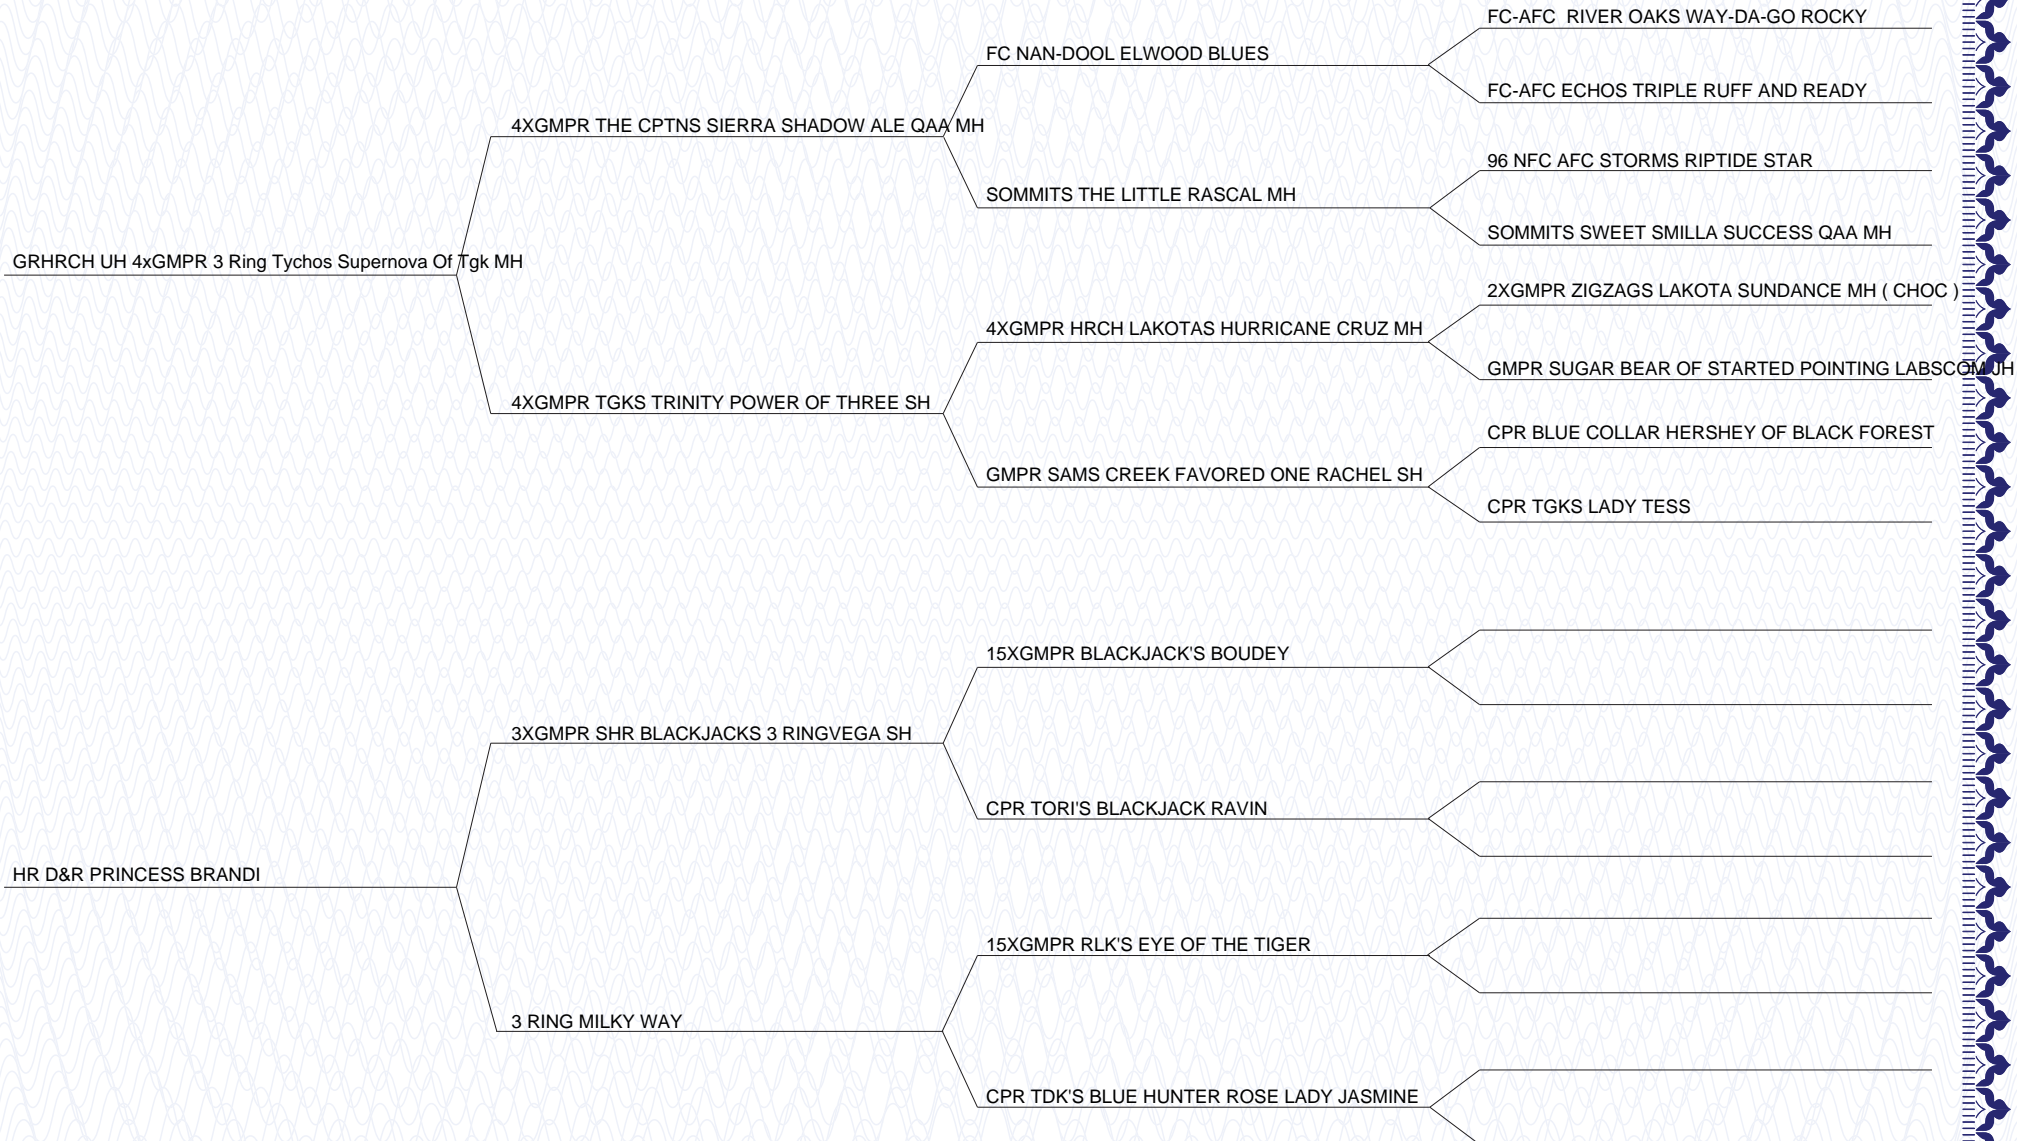 FC-AFC  RIVER OAKS WAY-DA-GO ROCKY
FC NAN-DOOL ELWOOD BLUES
FC-AFC ECHOS TRIPLE RUFF AND READY
4XGMPR THE CPTNS SIERRA SHADOW ALE QAA MH
96 NFC AFC STORMS RIPTIDE STAR
SOMMITS THE LITTLE RASCAL MH
SOMMITS SWEET SMILLA SUCCESS QAA MH
GRHRCH UH 4xGMPR 3 Ring Tychos Supernova Of Tgk MH
2XGMPR ZIGZAGS LAKOTA SUNDANCE MH ( CHOC )
4XGMPR HRCH LAKOTAS HURRICANE CRUZ MH
GMPR SUGAR BEAR OF STARTED POINTING LABSCOM JH
4XGMPR TGKS TRINITY POWER OF THREE SH
CPR BLUE COLLAR HERSHEY OF BLACK FOREST
GMPR SAMS CREEK FAVORED ONE RACHEL SH
CPR TGKS LADY TESS
15XGMPR BLACKJACK'S BOUDEY
3XGMPR SHR BLACKJACKS 3 RINGVEGA SH
CPR TORI'S BLACKJACK RAVIN
HR D&R PRINCESS BRANDI
15XGMPR RLK'S EYE OF THE TIGER
3 RING MILKY WAY
CPR TDK'S BLUE HUNTER ROSE LADY JASMINE